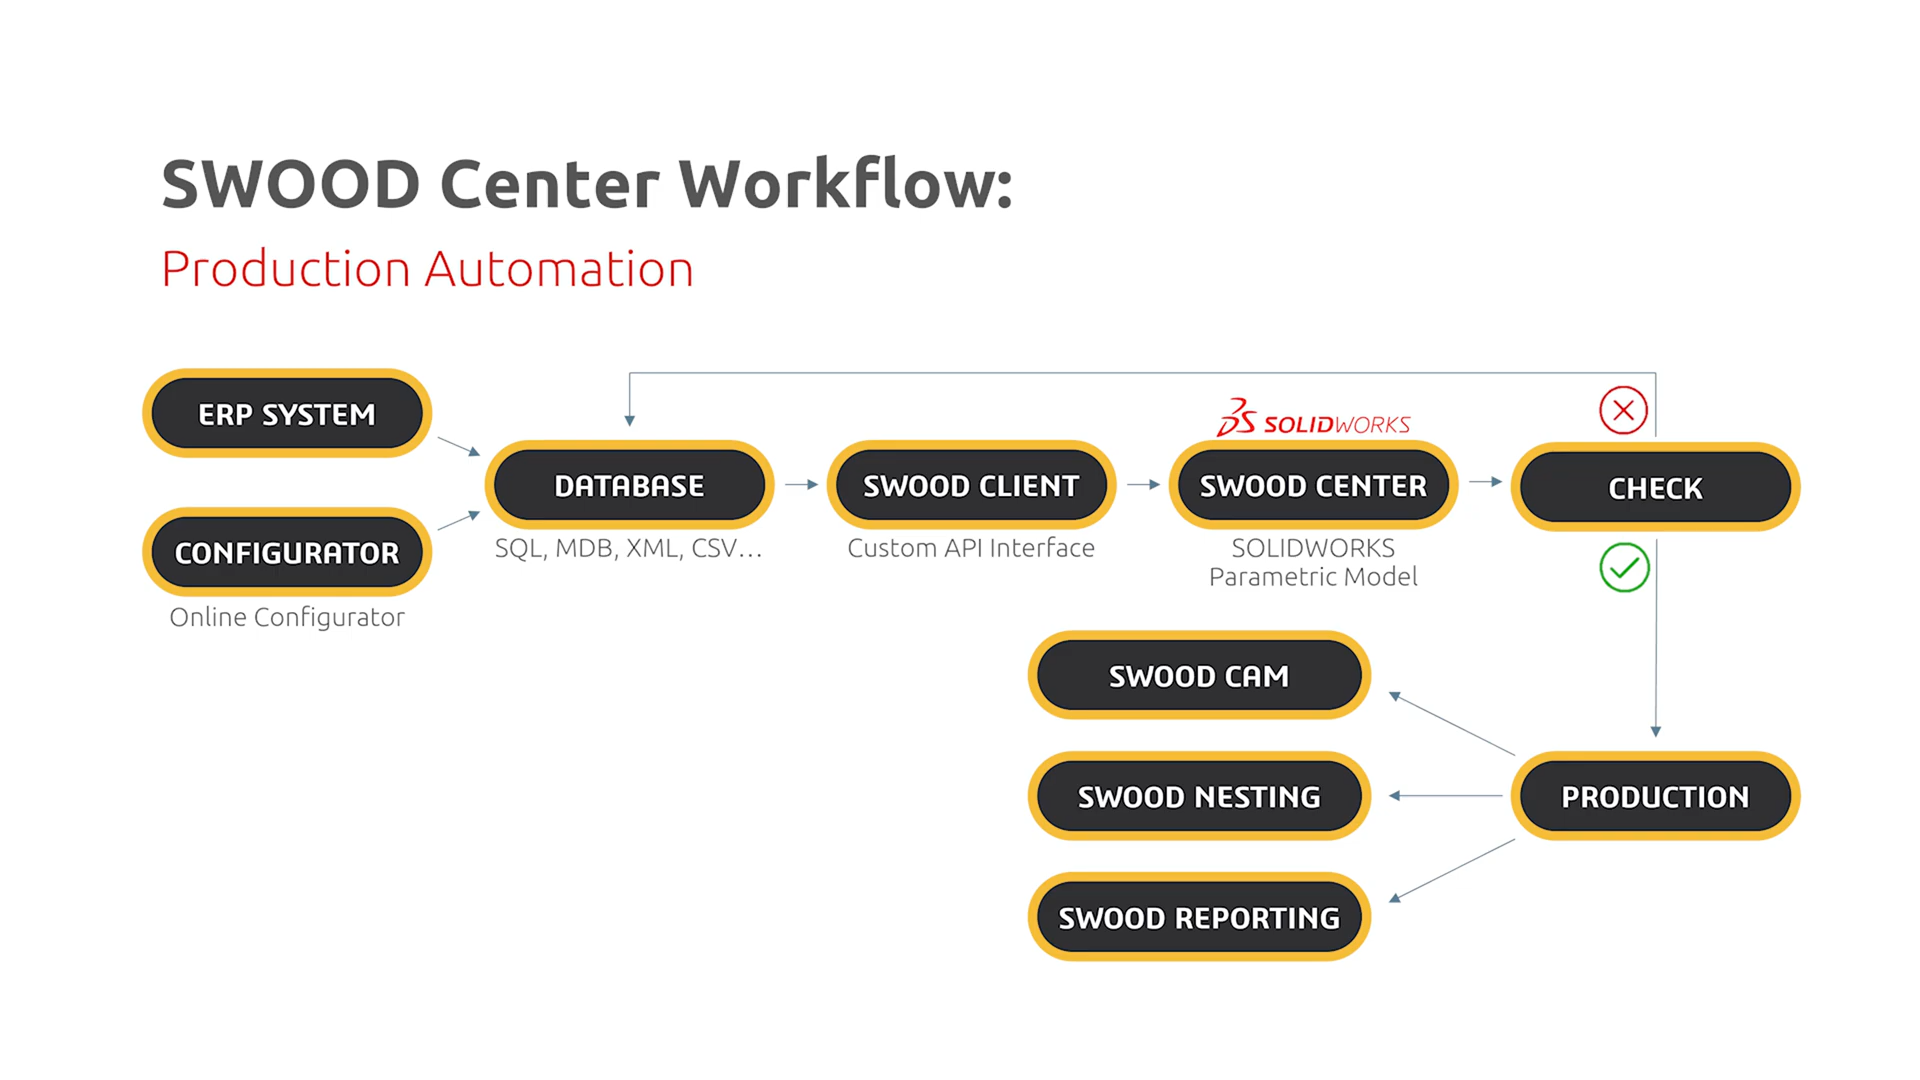 SWOOD Center Workflow:
Production Automation
ERP SYSTEM
CONFIGURATOR
Online Configurator
DATABASE
SQL, MDB, XML, CSV...
SWOOD CLIENT
Custom API Interface
SOLIDWORKS
SWOOD CENTER
SOLIDWORKS
Parametric Model
CHECK
PRODUCTION
SWOOD CAM
SWOOD NESTING
SWOOD REPORTING